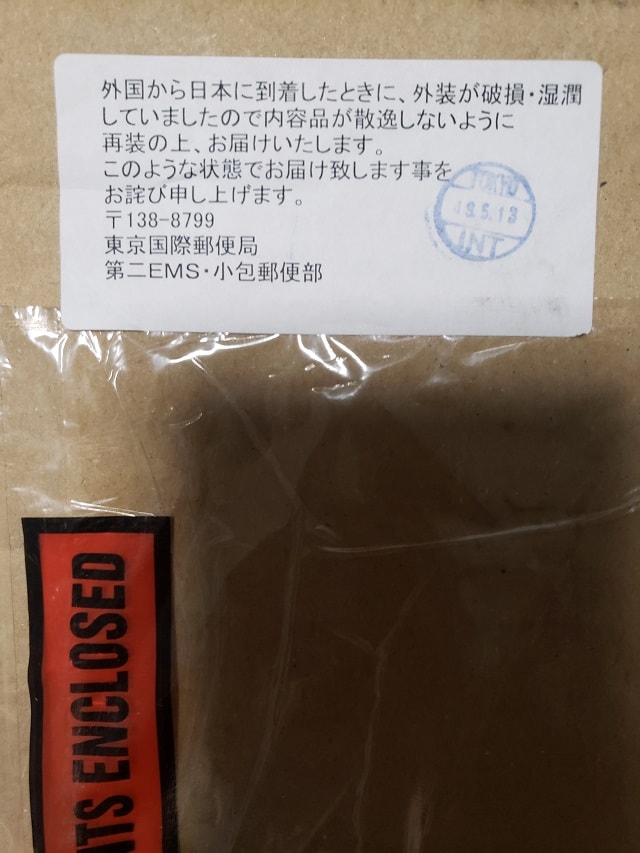 外国から日本に到着したときに、外装が破損・湿潤
していましたので内容品が散逸しないように
再装の上、お届けいたします。
このような状態でお届け致します事を
お詫び申し上げます。
〒138-8799
東京国際郵便局
第二EMS・小包郵便部
TOKYO
19.5.13
INT
NTS ENCLOSED